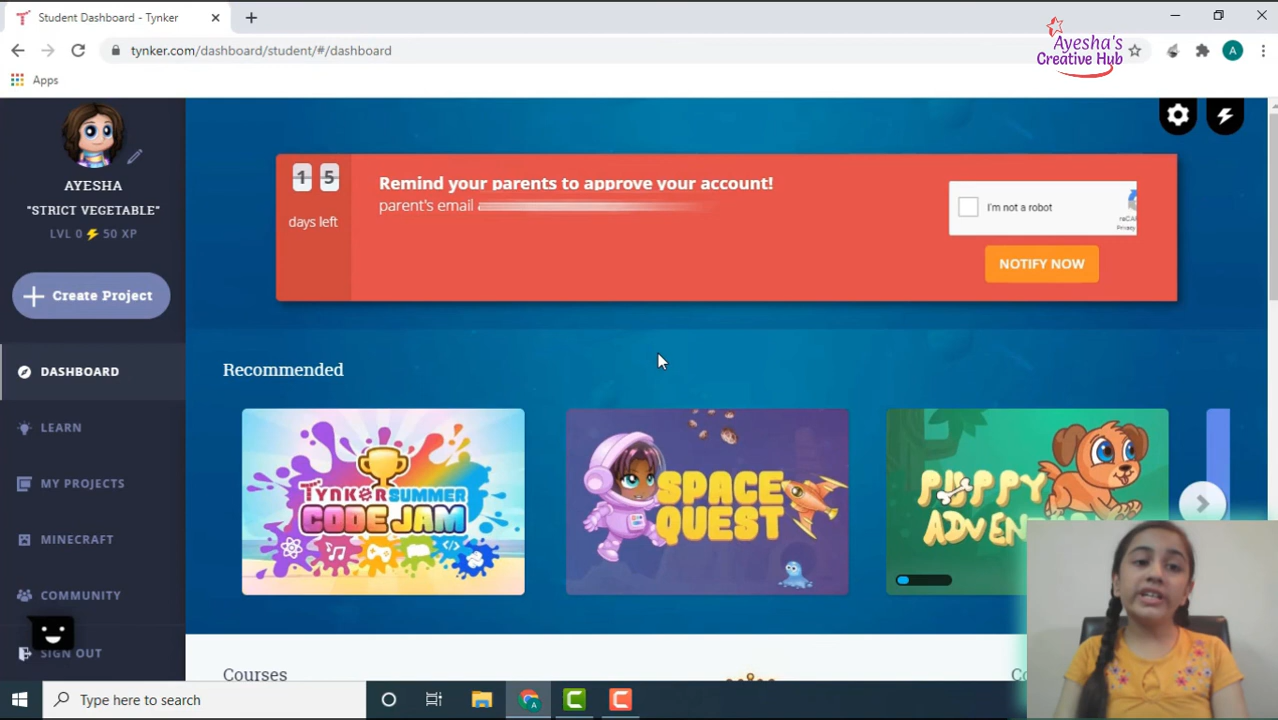 Student Dashboard - Tynker
tynker.com/dashboard/student/#/dashboard
Ayesha's
Creative Hub
A
Apps
AYESHA
"STRICT VEGETABLE"
LVL 0 50 XP
Create Project
DASHBOARD
LEARN
MY PROJECTS
MINECRAFT
COMMUNITY
SIGN OUT
1 5
days left
Remind your parents to approve your account!
parent's email
I'm not a robot
reCA
Privacy
NOTIFY NOW
Recommended
TYNKER SUMMER
CODE JAM
SPACE
QUEST
PUPPY
ADVEN
Courses
Co
Type here to search